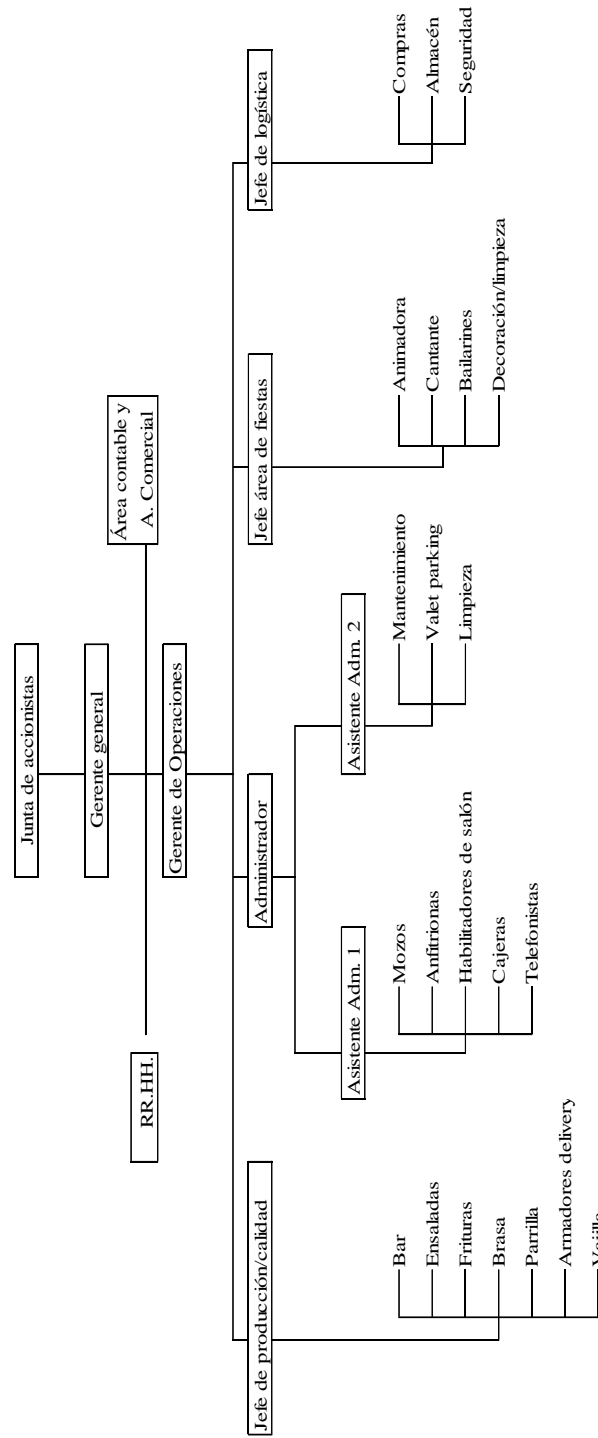 Junta de accionistas
Gerente general
RR.HH.
Área contable y
A. Comercial
Gerente de Operaciones
Jefe de producción/calidad
Administrador
Jefe área de fiestas
Jefe de logística
Asistente Adm. 1
Asistente Adm. 2
Bar
Ensaladas
Frituras
Brasa
Parrilla
Armadores delivery
Mozos
Anfitrionas
Habilitadores de salón
Cajeras
Telefonistas
Mantenimiento
Valet parking
Limpieza
Animadora
Cantante
Bailarines
Decoración/limpieza
Compras
Almacén
Seguridad